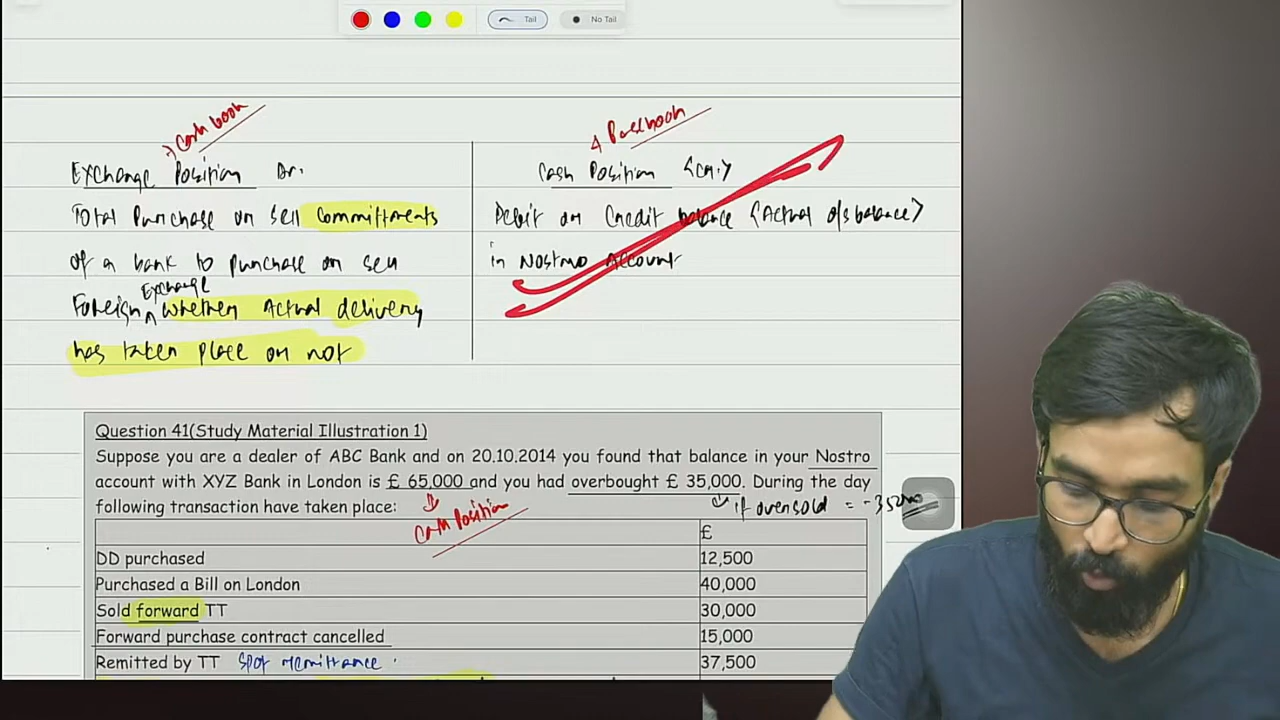 Tail
No Tail
Cash book
Passbook
Exchange Position Dr.
Total Purchase or sell commitments
of a bank to purchase or sell
Foreign Exchange whether Actual delivery
has taken place or not
Cash Position {Cr.}
Debit or Credit balance {Actual o/s balance}
in Nostro Account
Question 41(Study Material Illustration 1)
Suppose you are a dealer of ABC Bank and on 20.10.2014 you found that balance in your Nostro
account with XYZ Bank in London is £ 65,000 and you had overbought £ 35,000. During the day
following transaction have taken place:
Cash Position
if oversold = -35000
£
DD purchased 12,500
Purchased a Bill on London 40,000
Sold forward TT 30,000
Forward purchase contract cancelled 15,000
Remitted by TT spot remittance 37,500